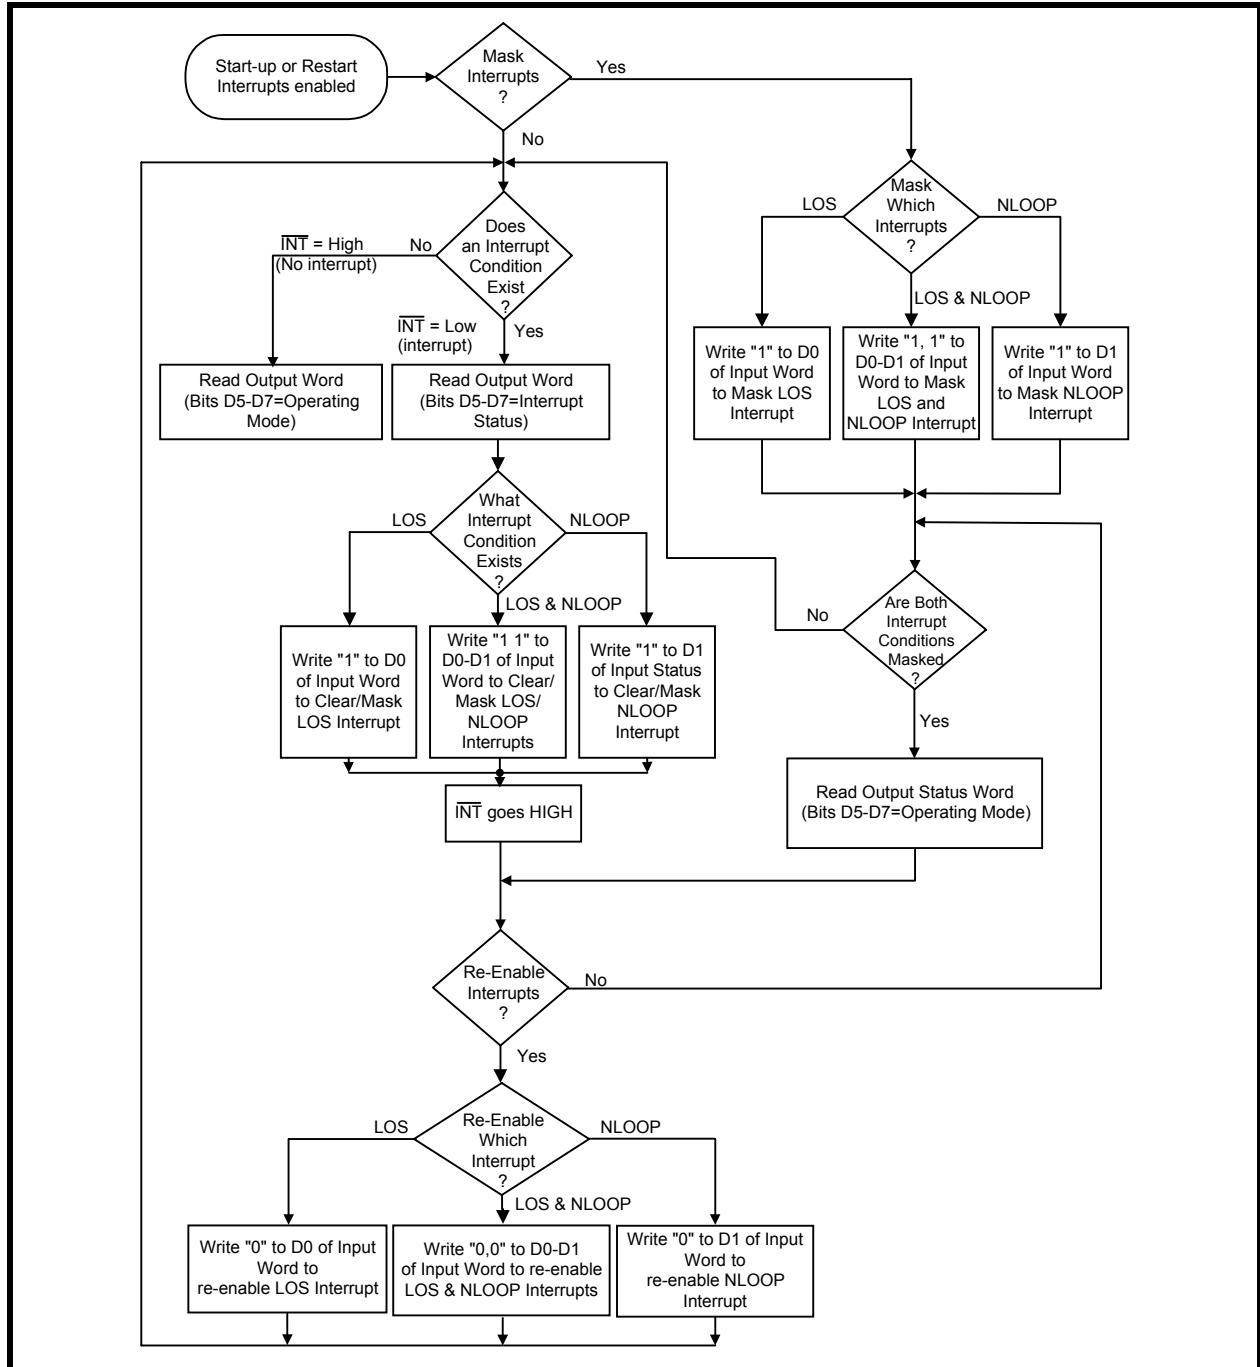 Start-up or Restart
Interrupts enabled
Mask
Interrupts
?
Yes
No
Mask
Which
Interrupts
?
LOS
NLOOP
LOS & NLOOP
Does
an Interrupt
Condition
Exist
?
No
INT = High
(No interrupt)
INT = Low
(interrupt)
Yes
Write "1" to D0
of Input Word
to Mask LOS
Interrupt
Write "1, 1" to
D0-D1 of Input
Word to Mask
LOS and
NLOOP Interrupt
Write "1" to D1
of Input Word
to Mask NLOOP
Interrupt
Read Output Word
(Bits D5-D7=Operating
Mode)
Read Output Word
(Bits D5-D7=Interrupt
Status)
What
Interrupt
Condition
Exists
?
LOS
NLOOP
LOS & NLOOP
Are Both
Interrupt
Conditions
Masked
?
No
Yes
Write "1" to D0
of Input Word
to Clear/Mask
LOS Interrupt
Write "1 1" to
D0-D1 of Input
Word to Clear/
Mask LOS/
NLOOP
Interrupts
Write "1" to D1
of Input Status
to Clear/Mask
NLOOP
Interrupt
INT goes HIGH
Read Output Status Word
(Bits D5-D7=Operating Mode)
Re-Enable
Interrupts
?
No
Yes
Re-Enable
Which
Interrupt
?
LOS
NLOOP
LOS & NLOOP
Write "0" to D0 of Input
Word to
re-enable LOS Interrupt
Write "0,0" to D0-D1
of Input Word to re-enable
LOS & NLOOP Interrupts
Write "0" to D1 of Input
Word to
re-enable NLOOP
Interrupt